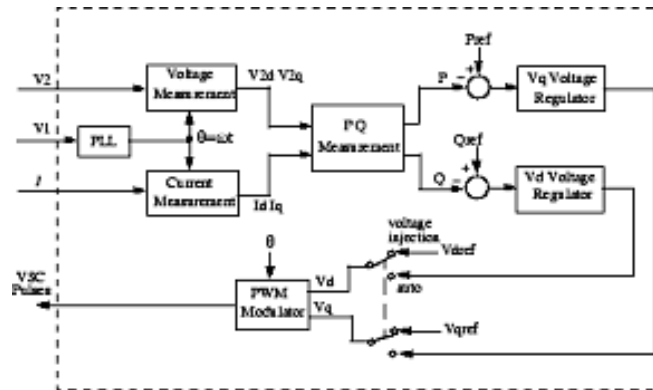 V2
Voltage
Measurement
V2d V2q
V1
PLL
θ=ωt
I
Current
Measurement
Id Iq
PQ
Measurement
P
Pref
+
−
Vq Voltage
Regulator
Qref
+
−
Q
Vd Voltage
Regulator
voltage
injection
Vdref
auto
θ
Vd
PWM
Modulator
Vq
Vqref
VSC
Pulses